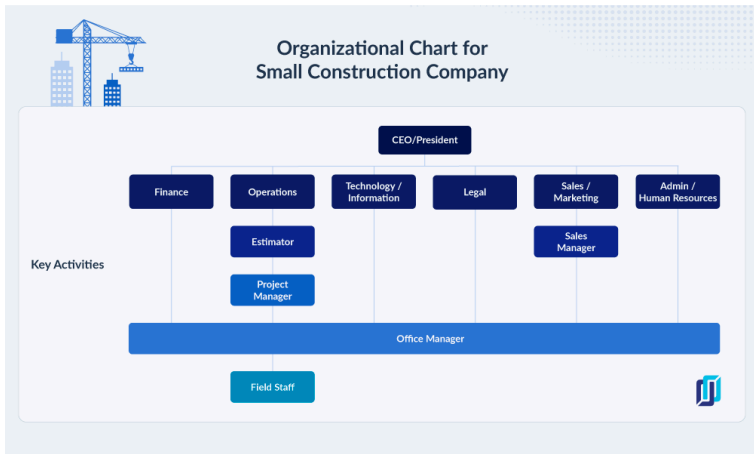 Organizational Chart for
Small Construction Company
CEO/President
Finance
Operations
Technology /
Information
Legal
Sales /
Marketing
Admin /
Human Resources
Estimator
Sales
Manager
Key Activities
Project
Manager
Office Manager
Field Staff